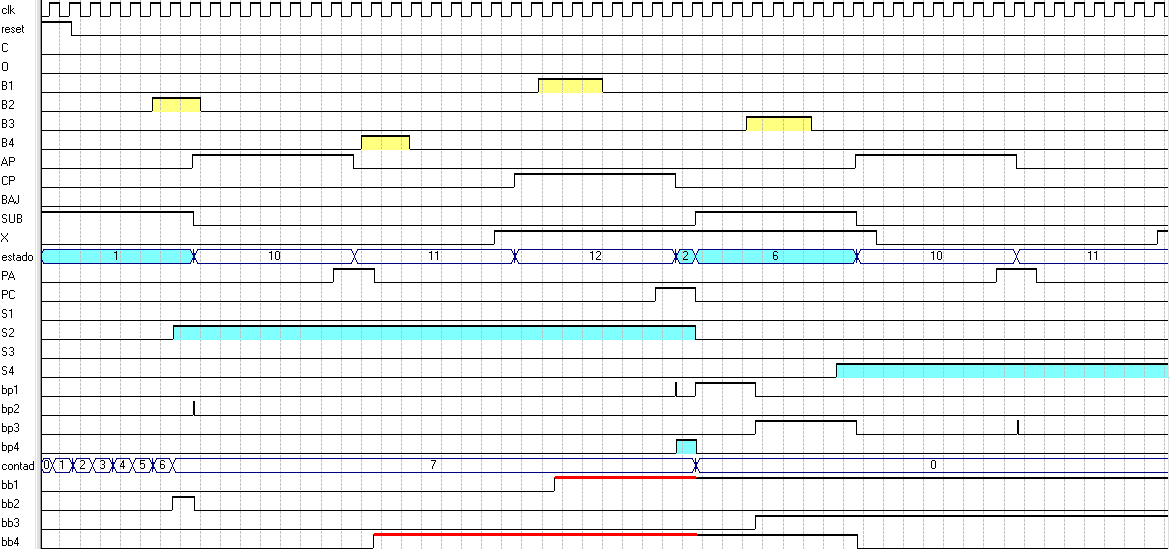 clk
reset
C
O
B1
B2
B3
B4
AP
CP
BAJ
SUB
X
estado 1 10 11 12 2 6 10 11
PA
PC
S1
S2
S3
S4
bp1
bp2
bp3
bp4
contad 0 1 2 3 4 5 6 7 0
bb1
bb2
bb3
bb4